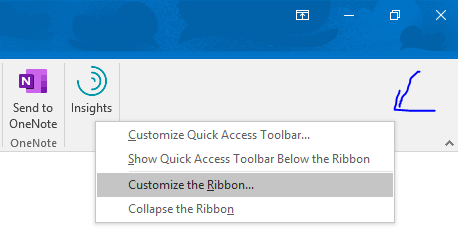 Send to
OneNote
Insights
OneNote
Customize Quick Access Toolbar...
Show Quick Access Toolbar Below the Ribbon
Customize the Ribbon...
Collapse the Ribbon